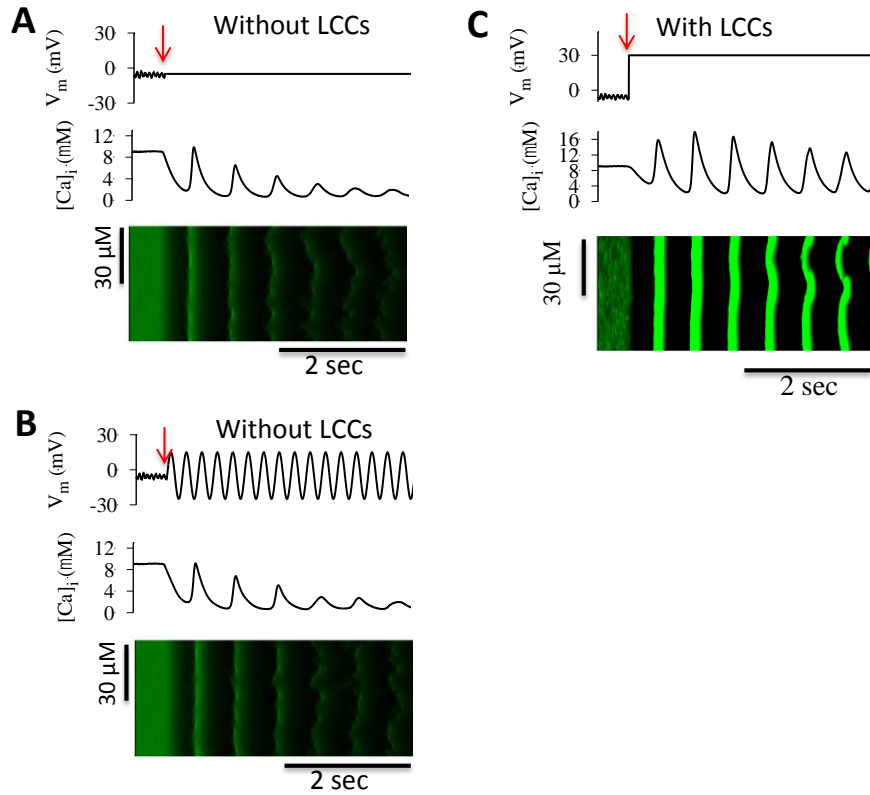 A
Without LCCs
30
0
-30
Vm (mV)
12
8
4
0
[Ca]i (mM)
30 µM
2 sec
B
Without LCCs
30
0
-30
Vm (mV)
12
8
4
0
[Ca]i (mM)
30 µM
2 sec
C
With LCCs
30
0
Vm (mV)
16
12
8
4
0
[Ca]i (mM)
30 µM
2 sec